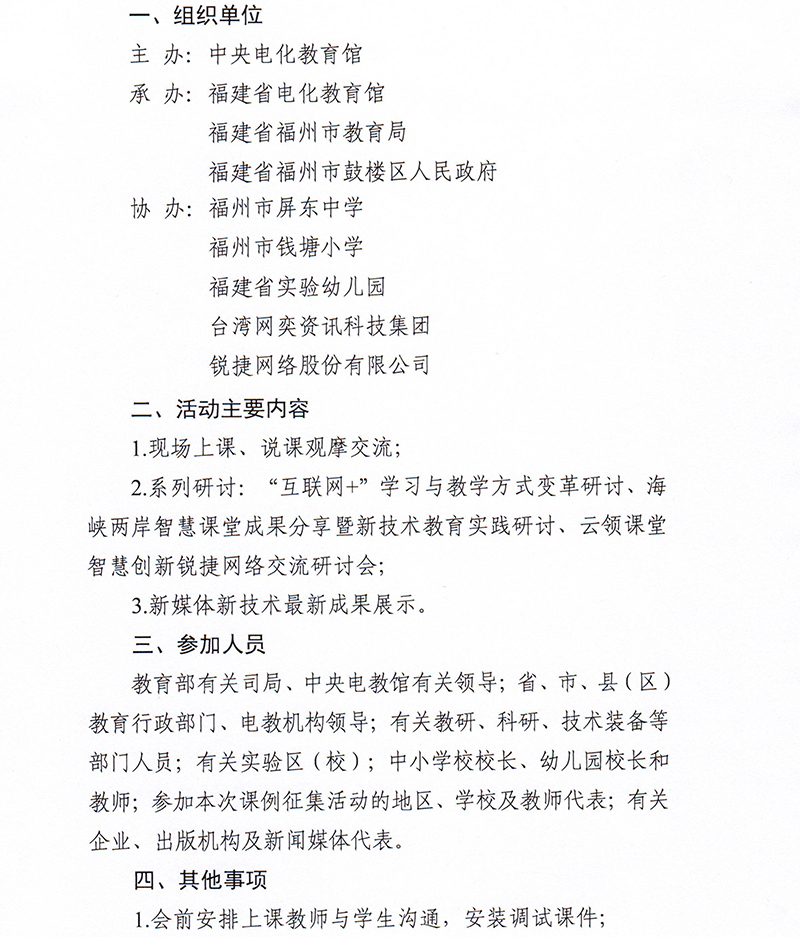 一、组织单位
主 办：中央电化教育馆
承 办：福建省电化教育馆
福建省福州市教育局
福建省福州市鼓楼区人民政府
协 办：福州市屏东中学
福州市钱塘小学
福建省实验幼儿园
台湾网奕资讯科技集团
锐捷网络股份有限公司
二、活动主要内容
1.现场上课、说课观摩交流；
2.系列研讨：“互联网+”学习与教学方式变革研讨、海
峡两岸智慧课堂成果分享暨新技术教育实践研讨、云领课堂
智慧创新锐捷网络交流研讨会；
3.新媒体新技术最新成果展示。
三、参加人员
教育部有关司局、中央电教馆有关领导；省、市、县（区）
教育行政部门、电教机构领导；有关教研、科研、技术装备等
部门人员；有关实验区（校）；中小学校校长、幼儿园校长和
教师；参加本次课例征集活动的地区、学校及教师代表；有关
企业、出版机构及新闻媒体代表。
四、其他事项
1.会前安排上课教师与学生沟通，安装调试课件；